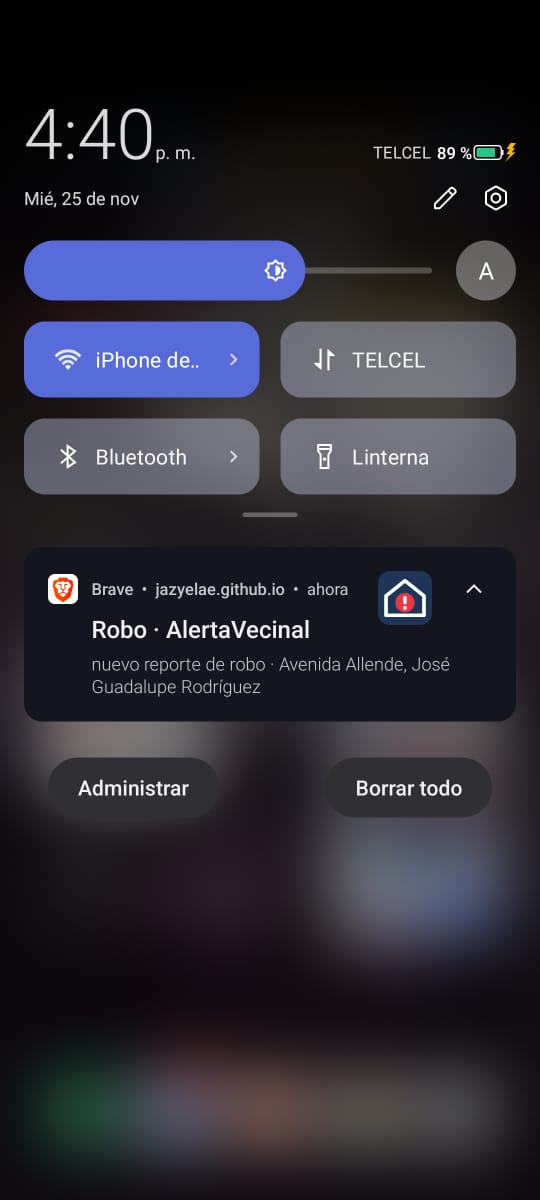 4:40 p. m.
TELCEL 89 %
Mié, 25 de nov
A
iPhone de..
TELCEL
Bluetooth
Linterna
Brave • jazyelae.github.io • ahora
Robo · AlertaVecinal
nuevo reporte de robo · Avenida Allende, José
Guadalupe Rodríguez
Administrar
Borrar todo